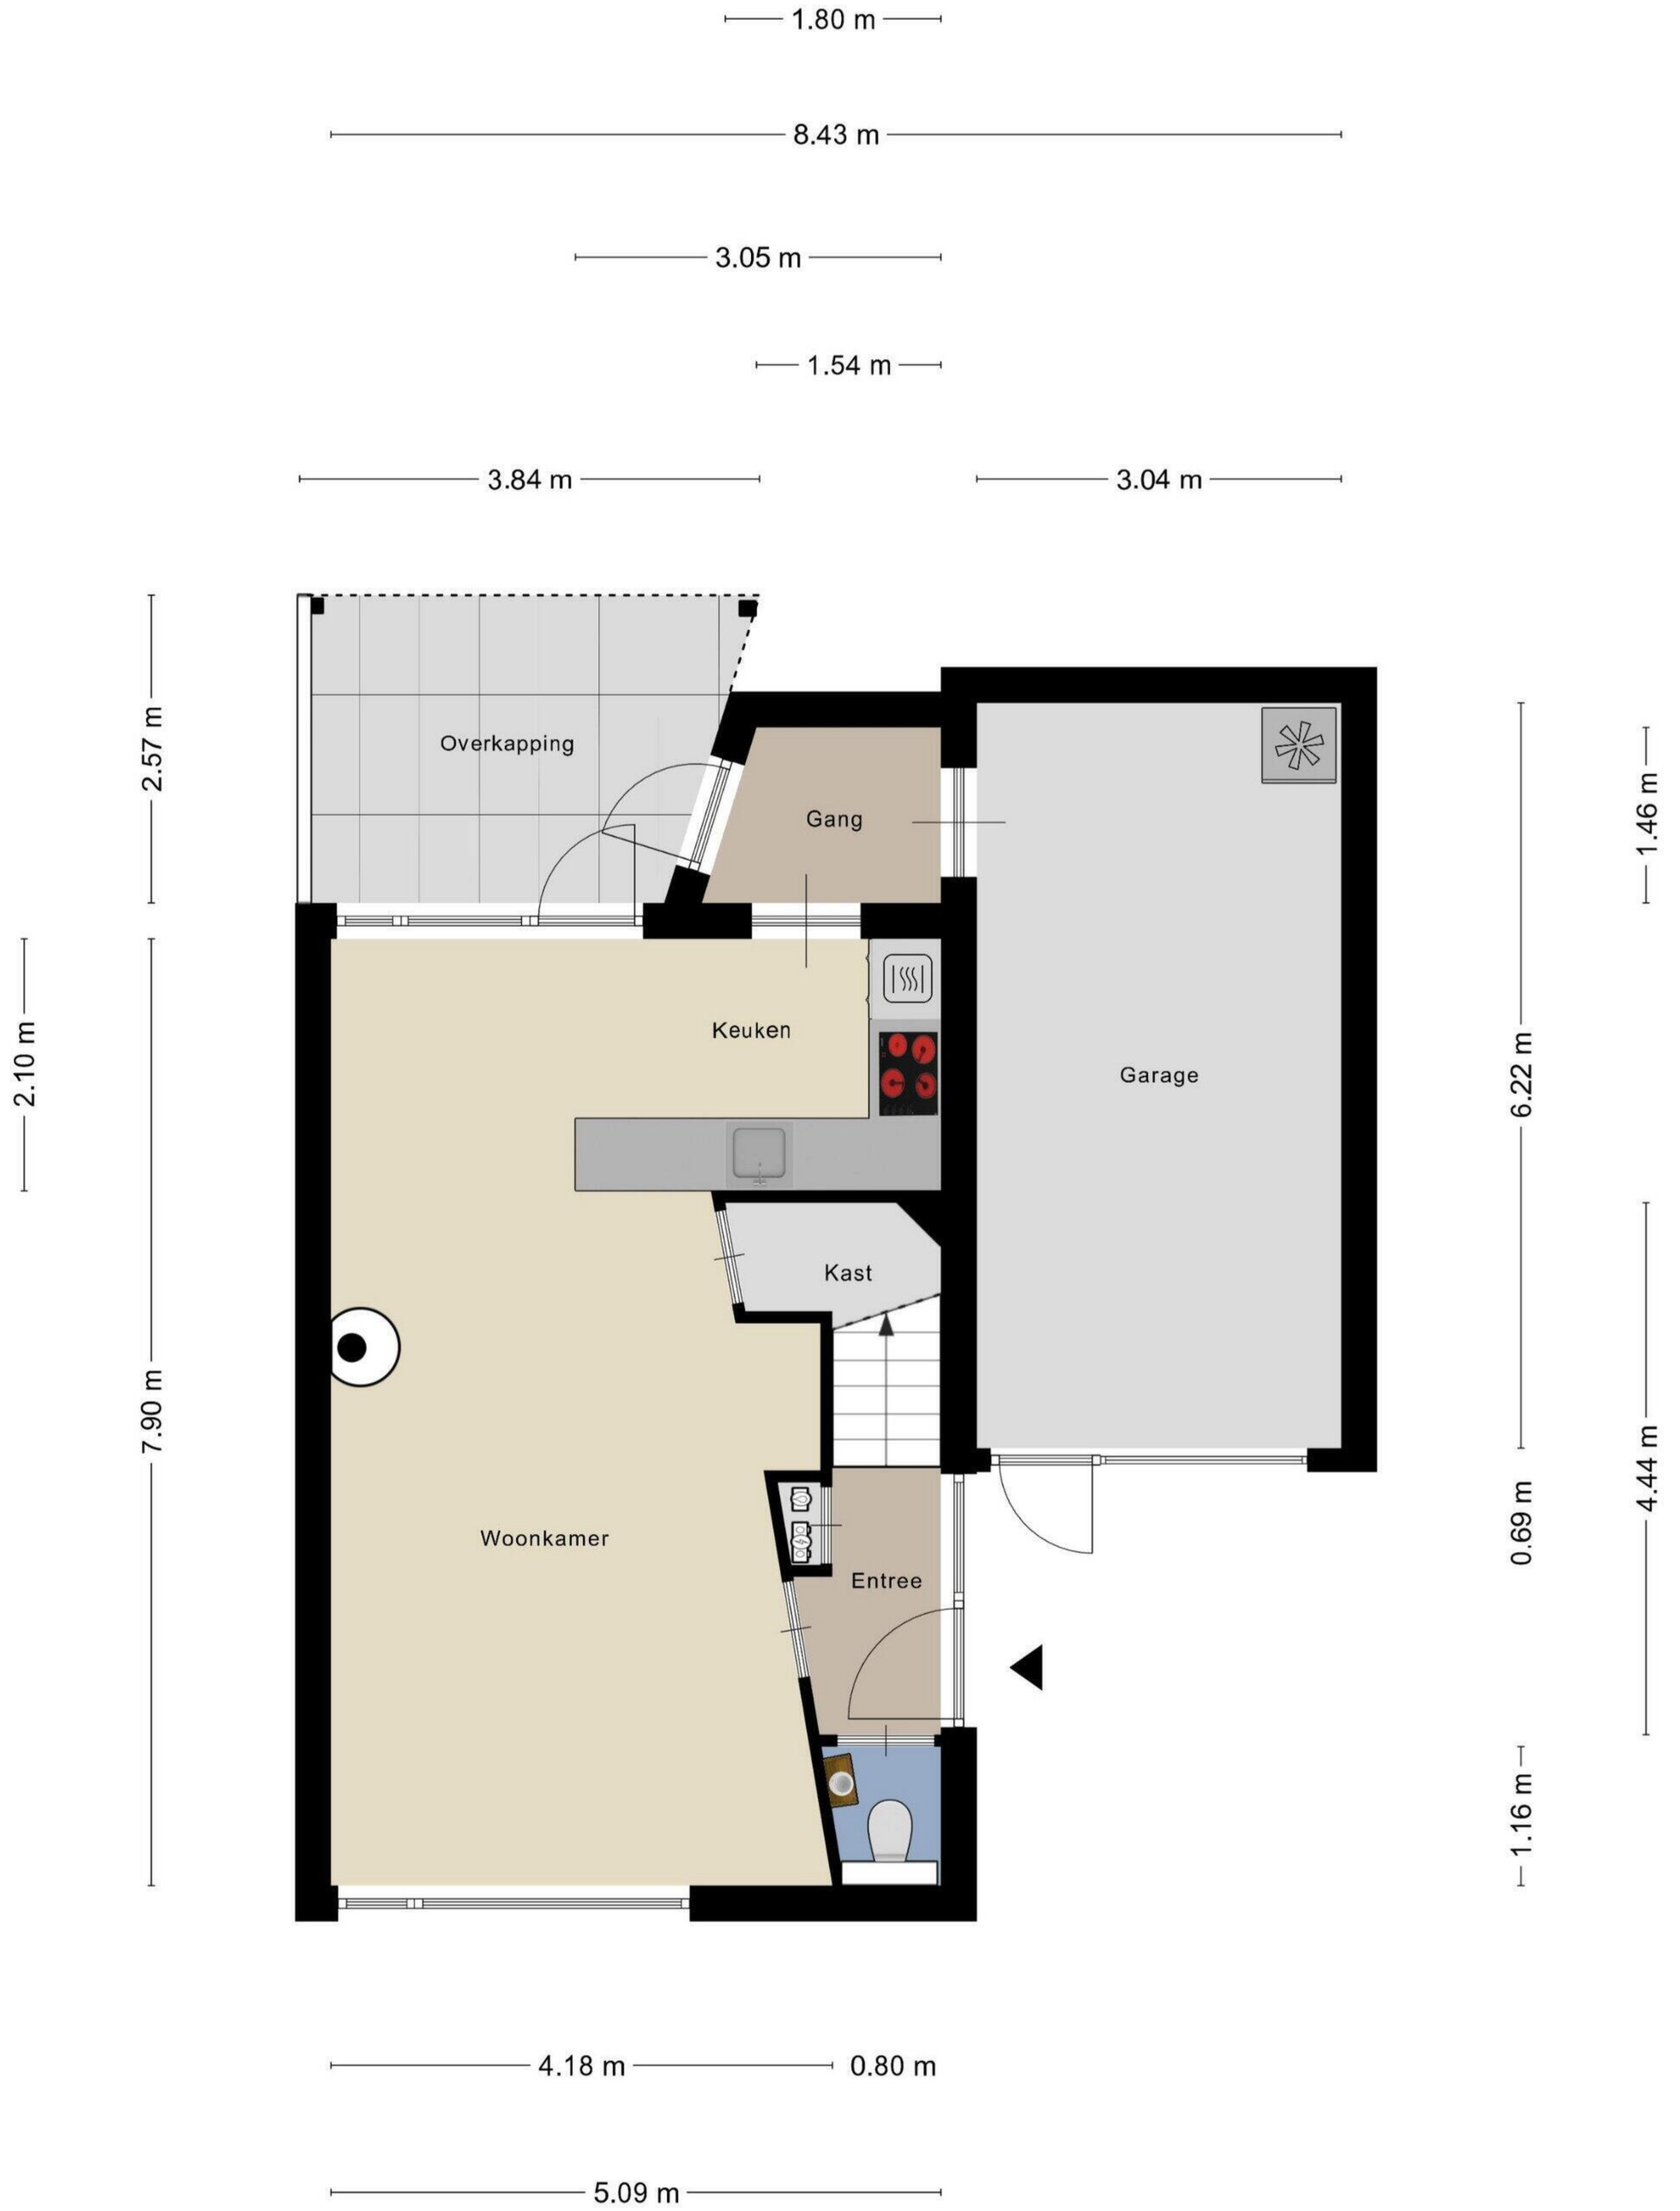 1.80 m
8.43 m
3.05 m
1.54 m
3.84 m
3.04 m
2.57 m
Overkapping
Gang
1.46 m
2.10 m
Keuken
6.22 m
Garage
Kast
7.90 m
4.44 m
0.69 m
Woonkamer
Entree
1.16 m
4.18 m
0.80 m
5.09 m